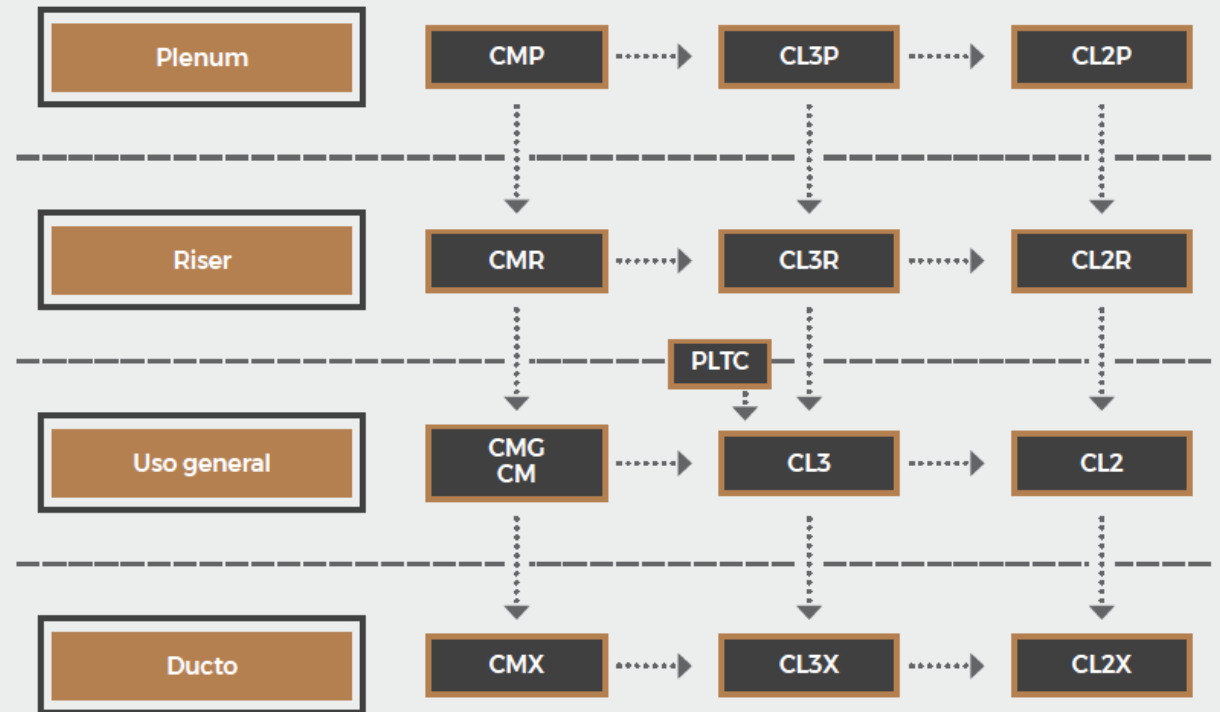 Plenum
CMP
CL3P
CL2P
Riser
CMR
CL3R
CL2R
PLTC
Uso general
CMG
CM
CL3
CL2
Ducto
CMX
CL3X
CL2X